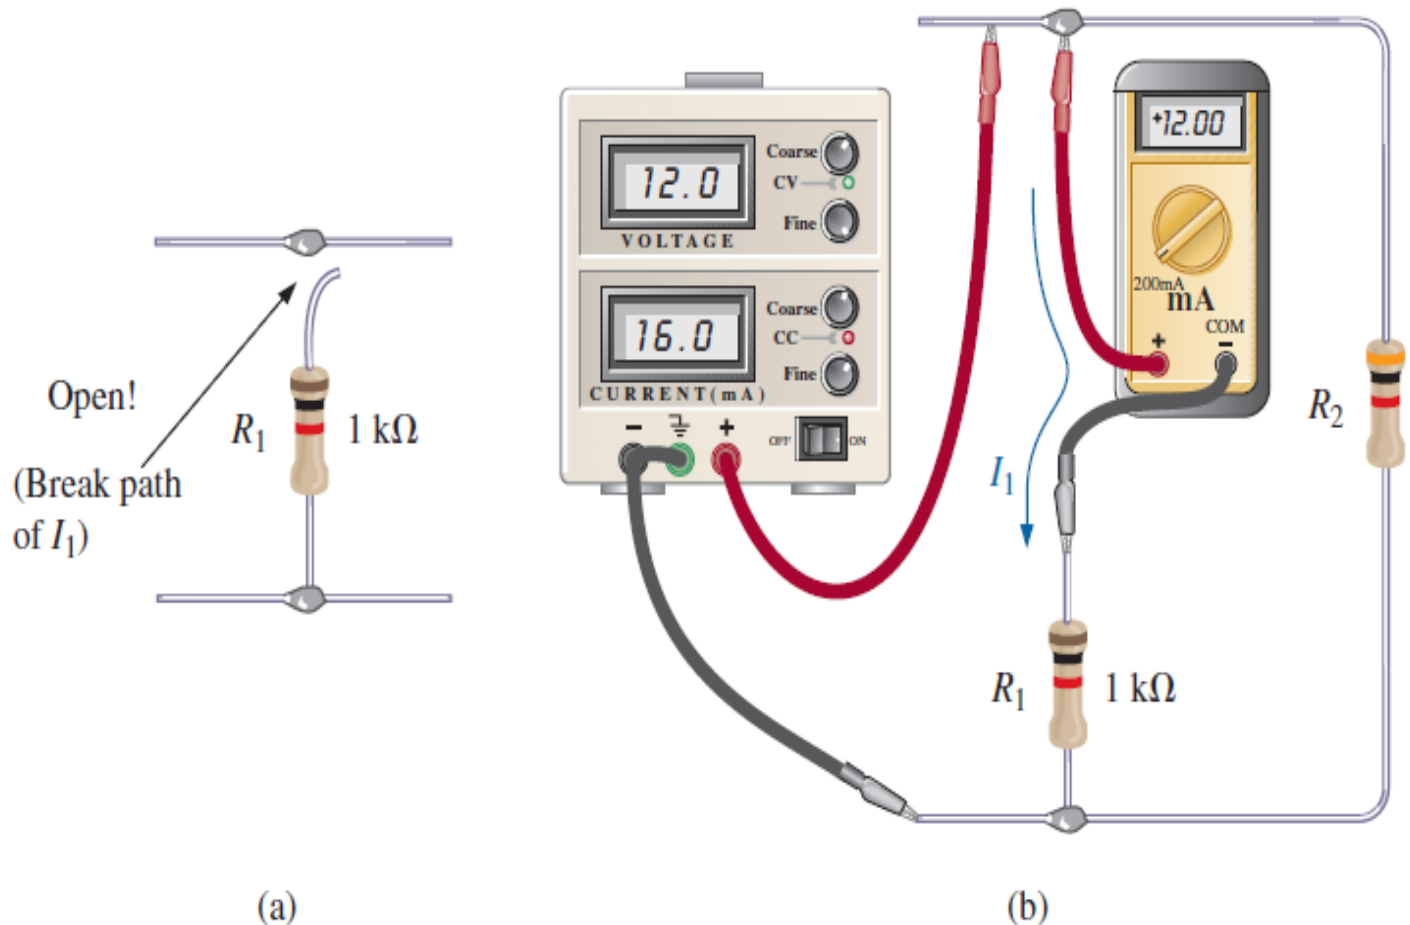 Open!
(Break path
of I₁)
R₁
1 kΩ
(a)
12.0
VOLTAGE
Coarse
CV
Fine
16.0
CURRENT(mA)
Coarse
CC
Fine
-
+
OFF
ON
+12.00
200mA
mA
COM
+
-
I₁
R₁
1 kΩ
R₂
(b)